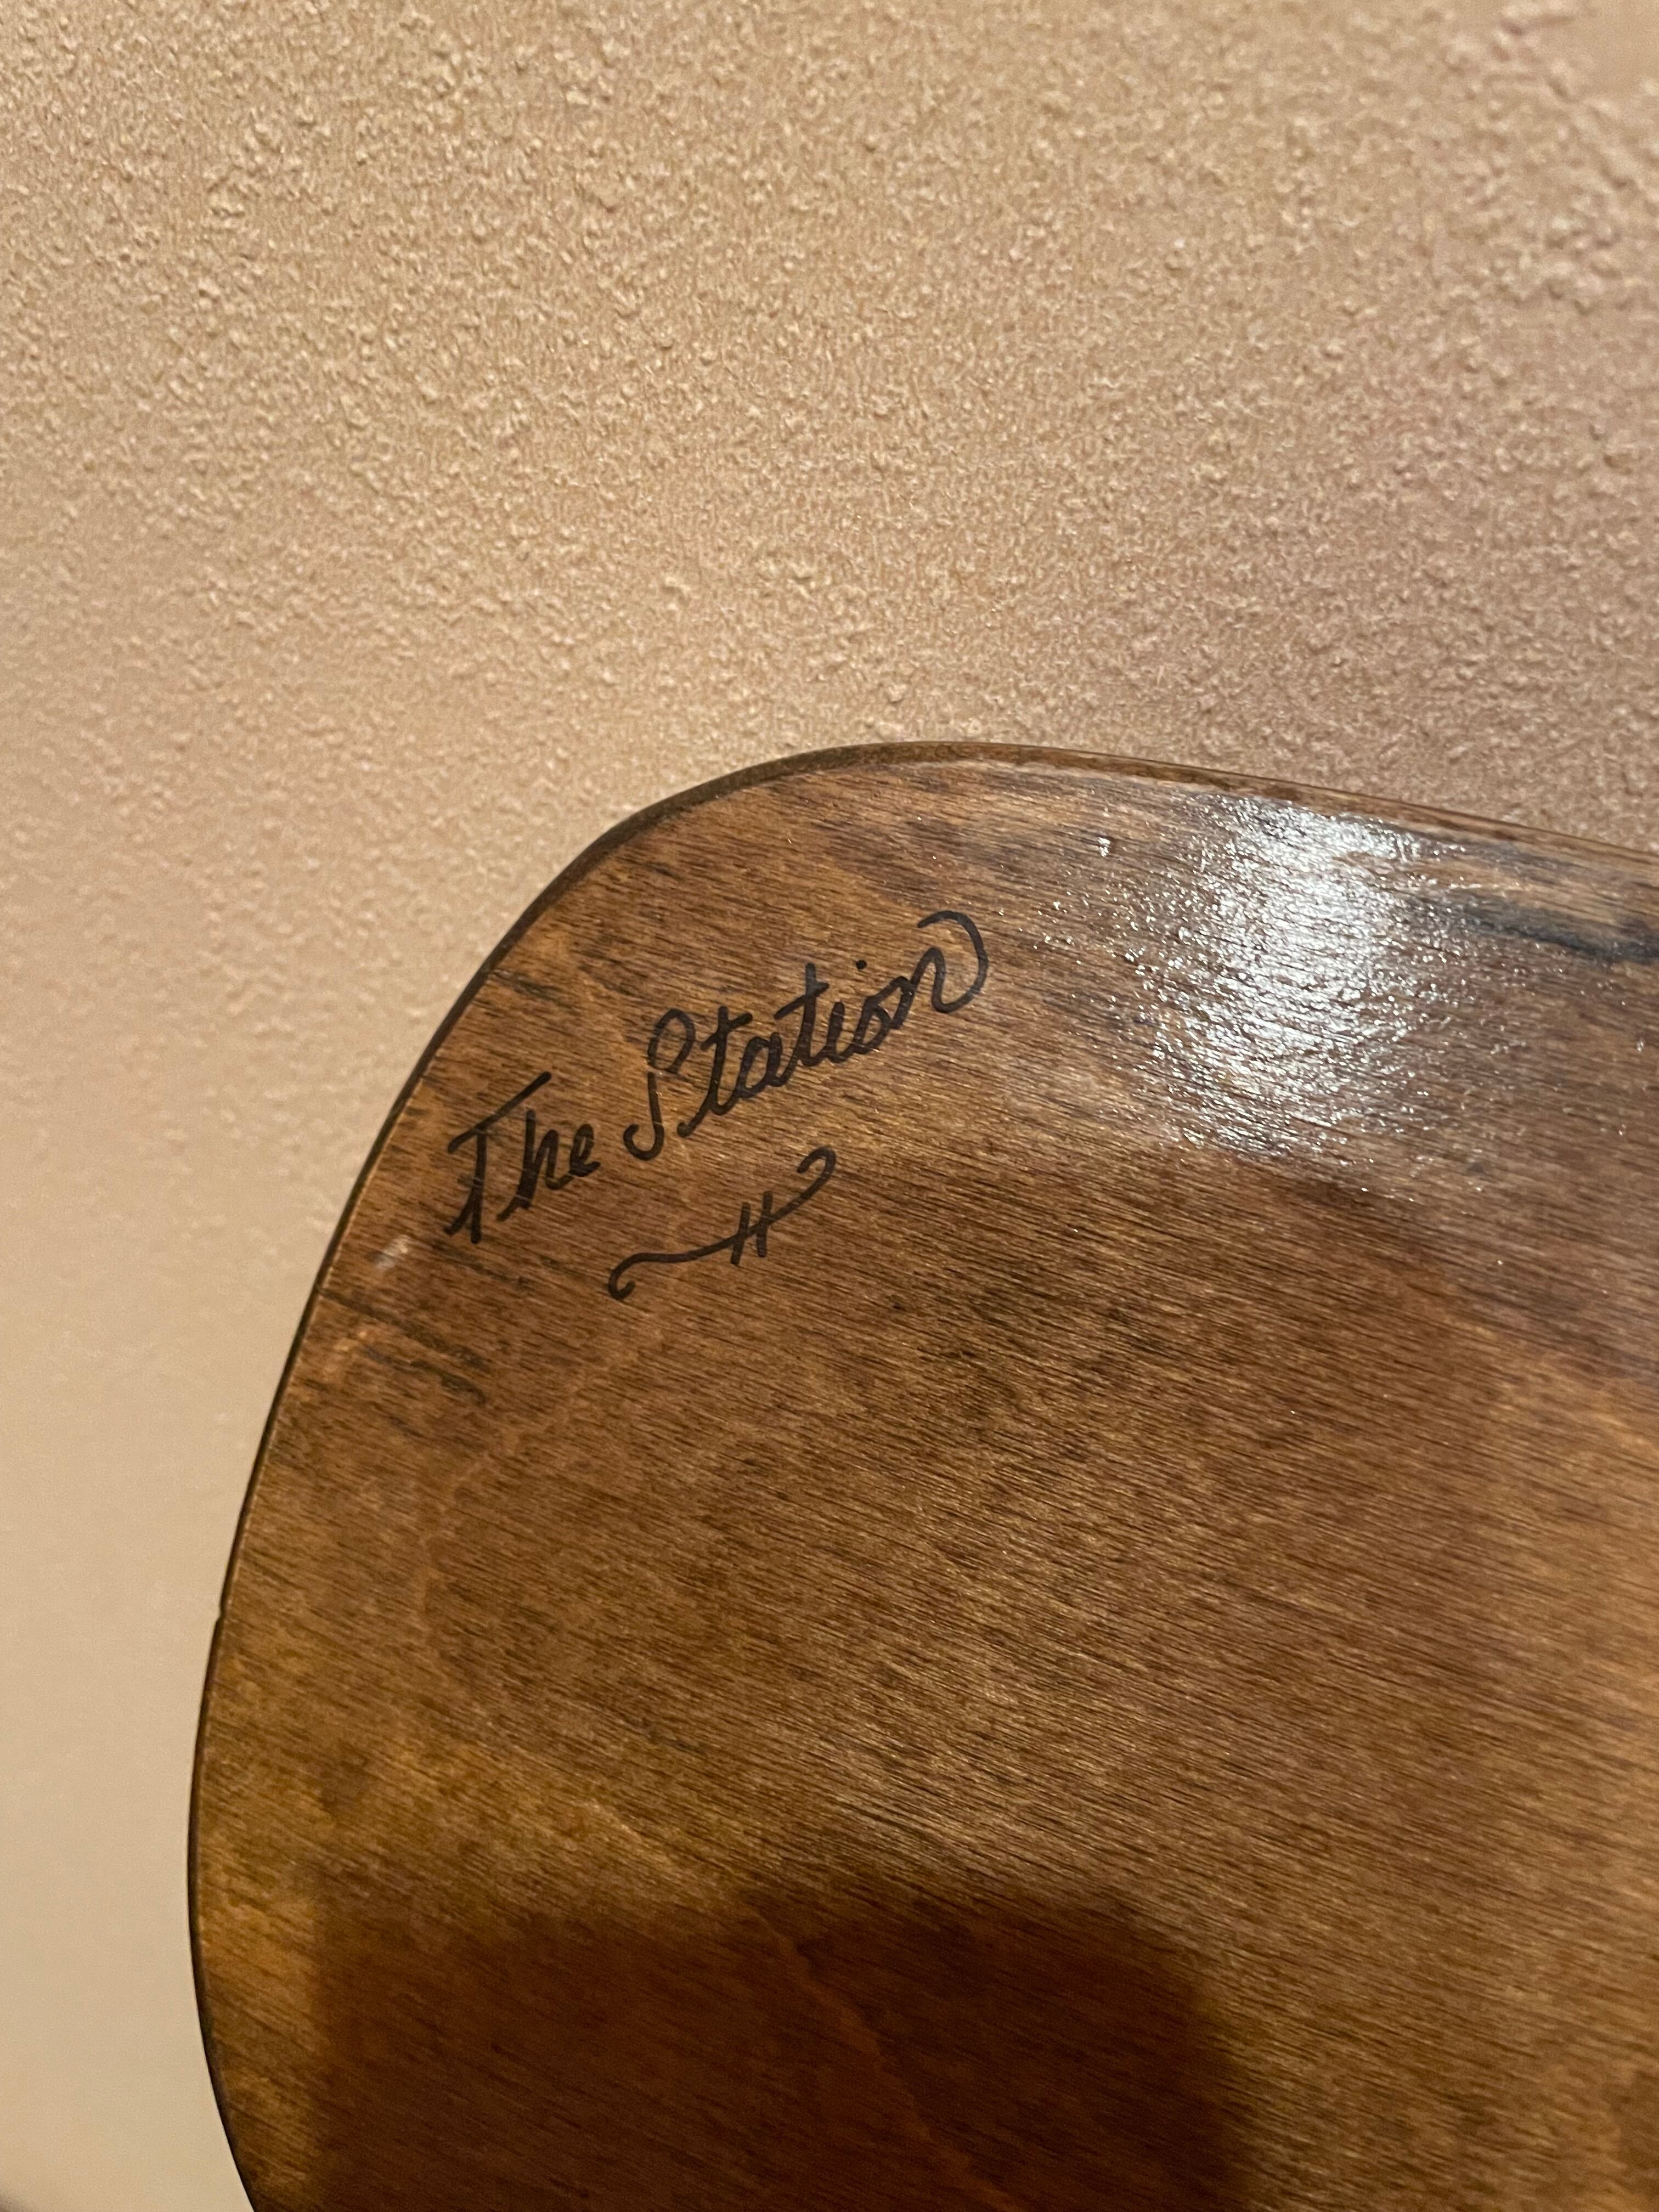 The Station
H